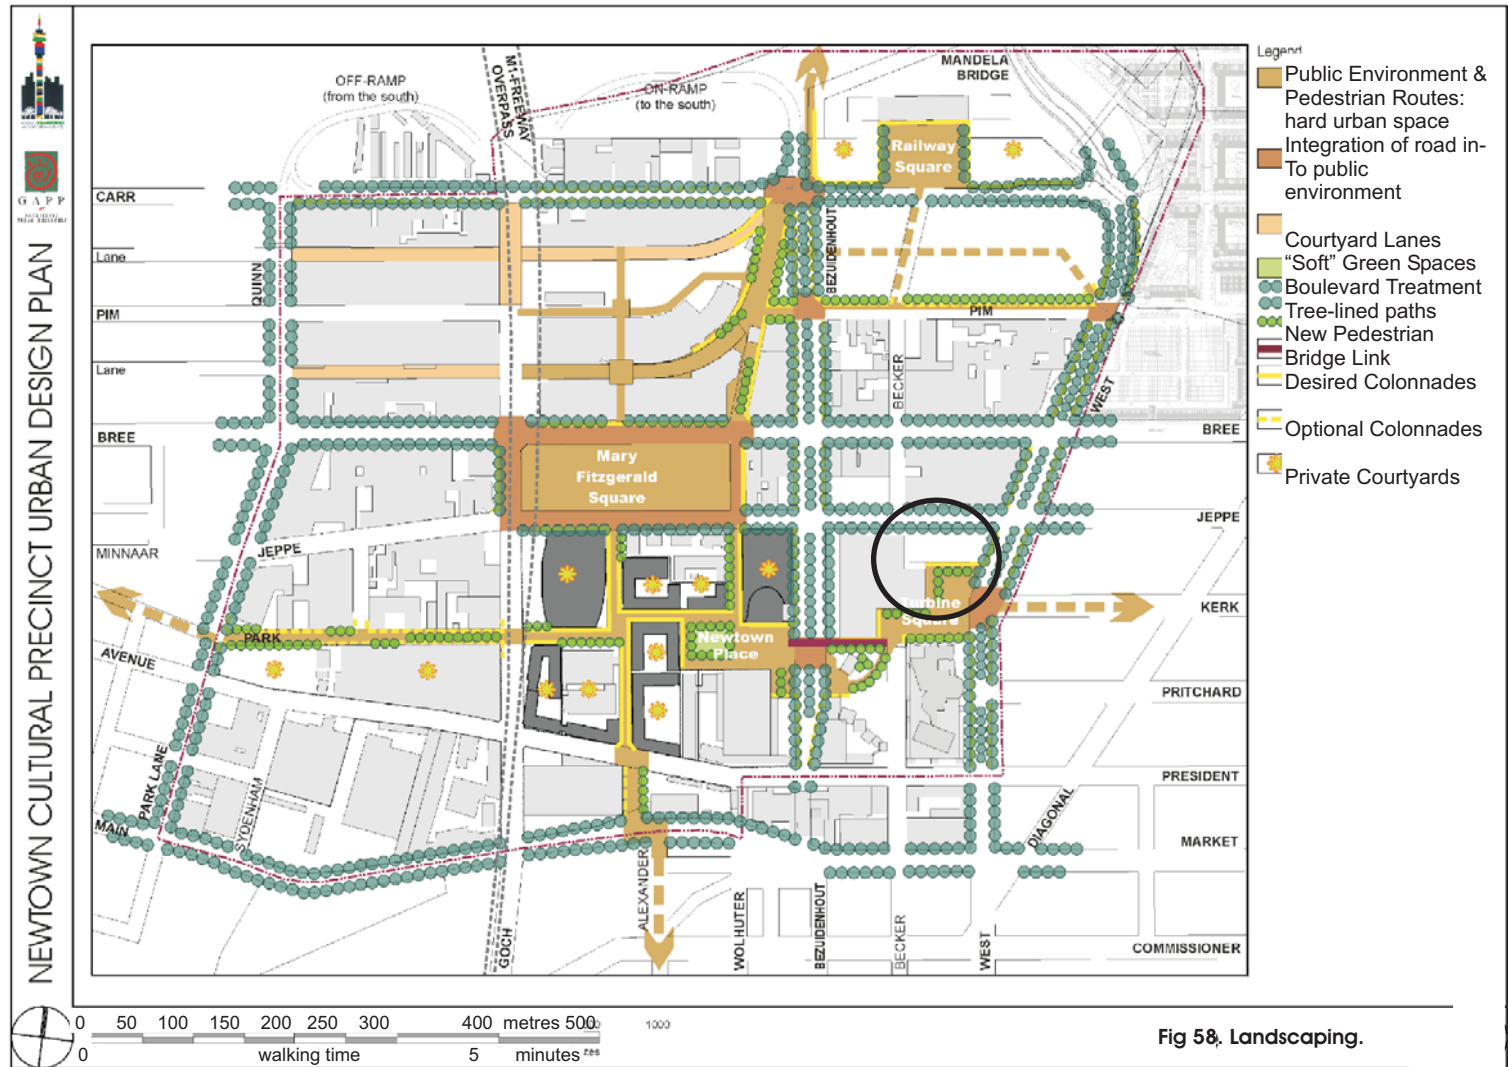 NEWTOWN CULTURAL PRECINCT URBAN DESIGN PLAN
GAPP
OFF-RAMP
(from the south)
M1-FREEWAY
OVERPASS
ON-RAMP
(to the south)
MANDELA
BRIDGE
Railway
Square
CARR
Lane
QUINN
BEZUIDENHOUT
PIM
PIM
Lane
BECKER
WEST
BREE
BREE
Mary
Fitzgerald
Square
JEPPE
MINNAAR
JEPPE
Turbine
Square
KERK
PARK
Newtown
Place
AVENUE
PRITCHARD
PARK LANE
SYDENHAM
PRESIDENT
MAIN
DIAGONAL
MARKET
ALEXANDER
GOCH
WOLHUTER
BEZUIDENHOUT
BECKER
WEST
COMMISSIONER
Legend
Public Environment &
Pedestrian Routes:
hard urban space
Integration of road in-
To public
environment
Courtyard Lanes
“Soft” Green Spaces
Boulevard Treatment
Tree-lined paths
New Pedestrian
Bridge Link
Desired Colonnades
Optional Colonnades
Private Courtyards
0 50 100 150 200 250 300 400 metres 500
1000
0 walking time 5 minutes
Fig 58. Landscaping.